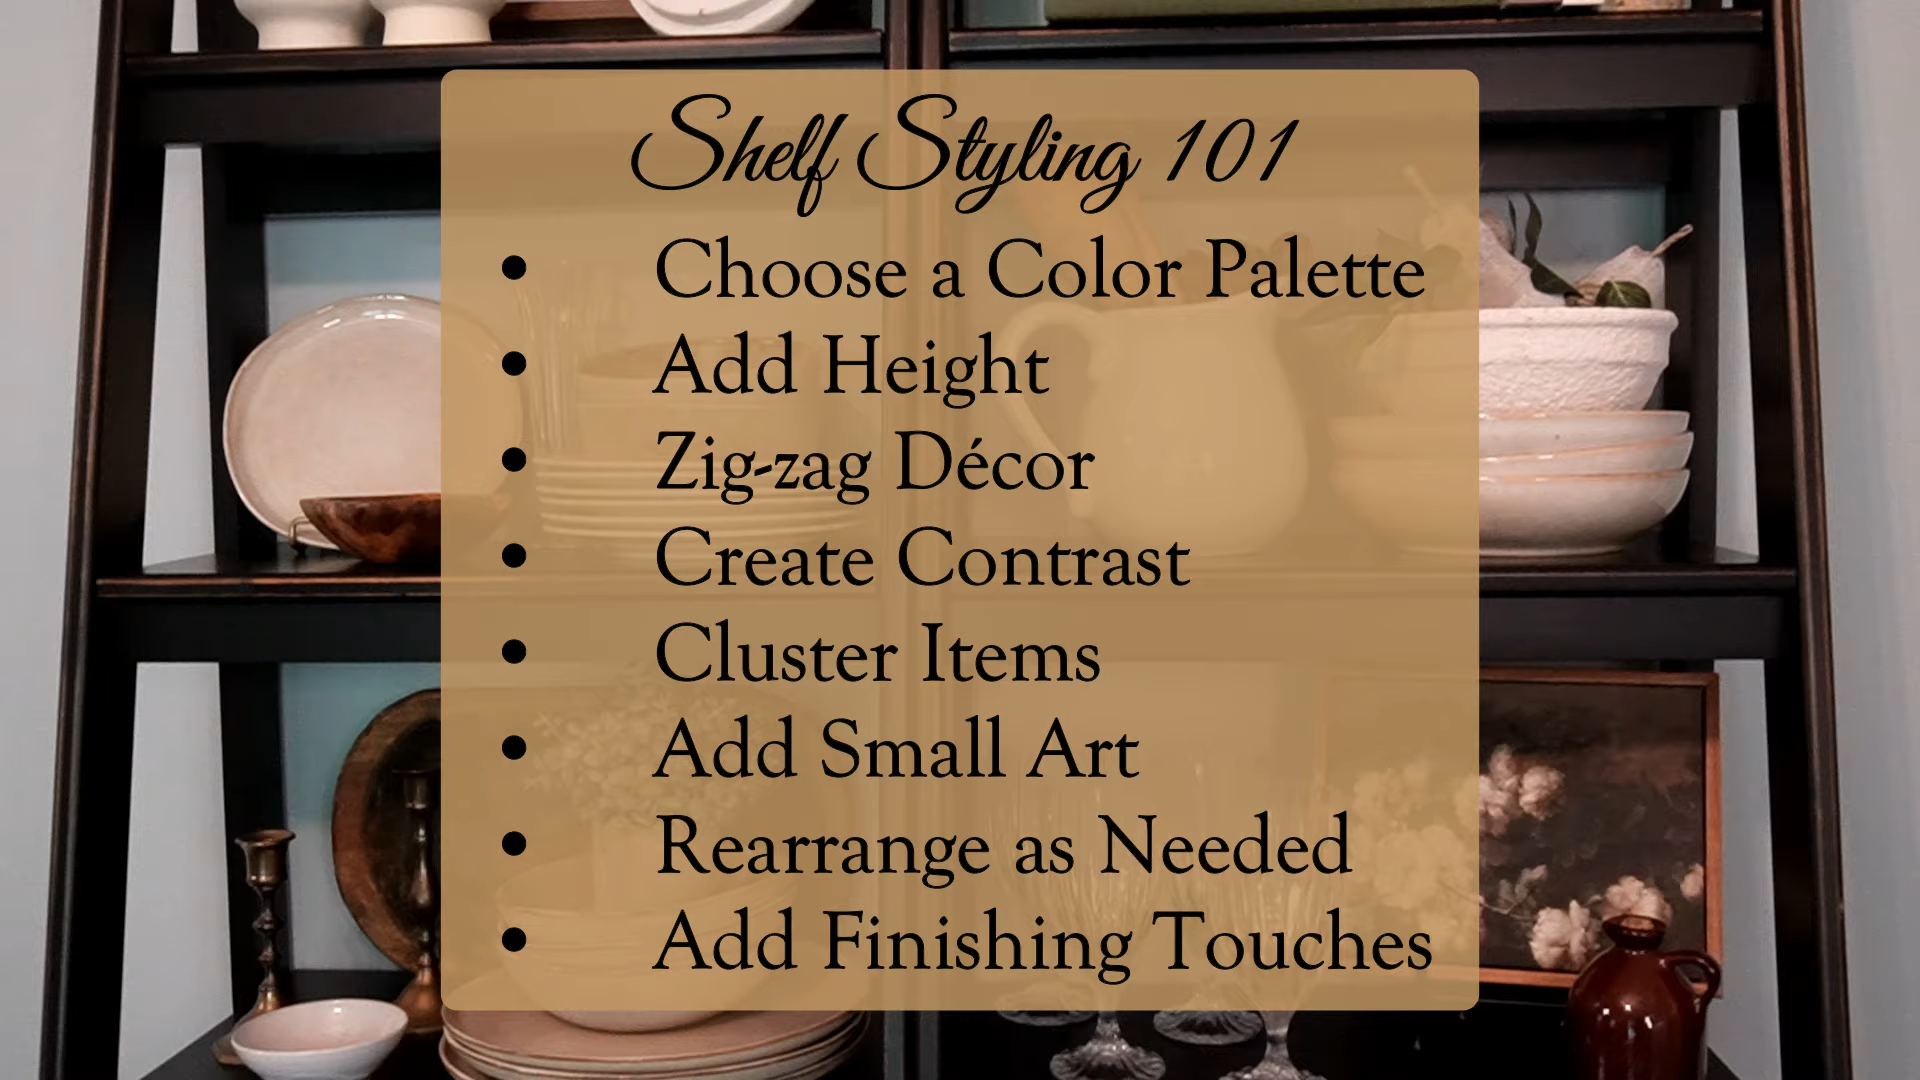 Shelf Styling 101
• Choose a Color Palette
• Add Height
• Zig-zag Décor
• Create Contrast
• Cluster Items
• Add Small Art
• Rearrange as Needed
• Add Finishing Touches